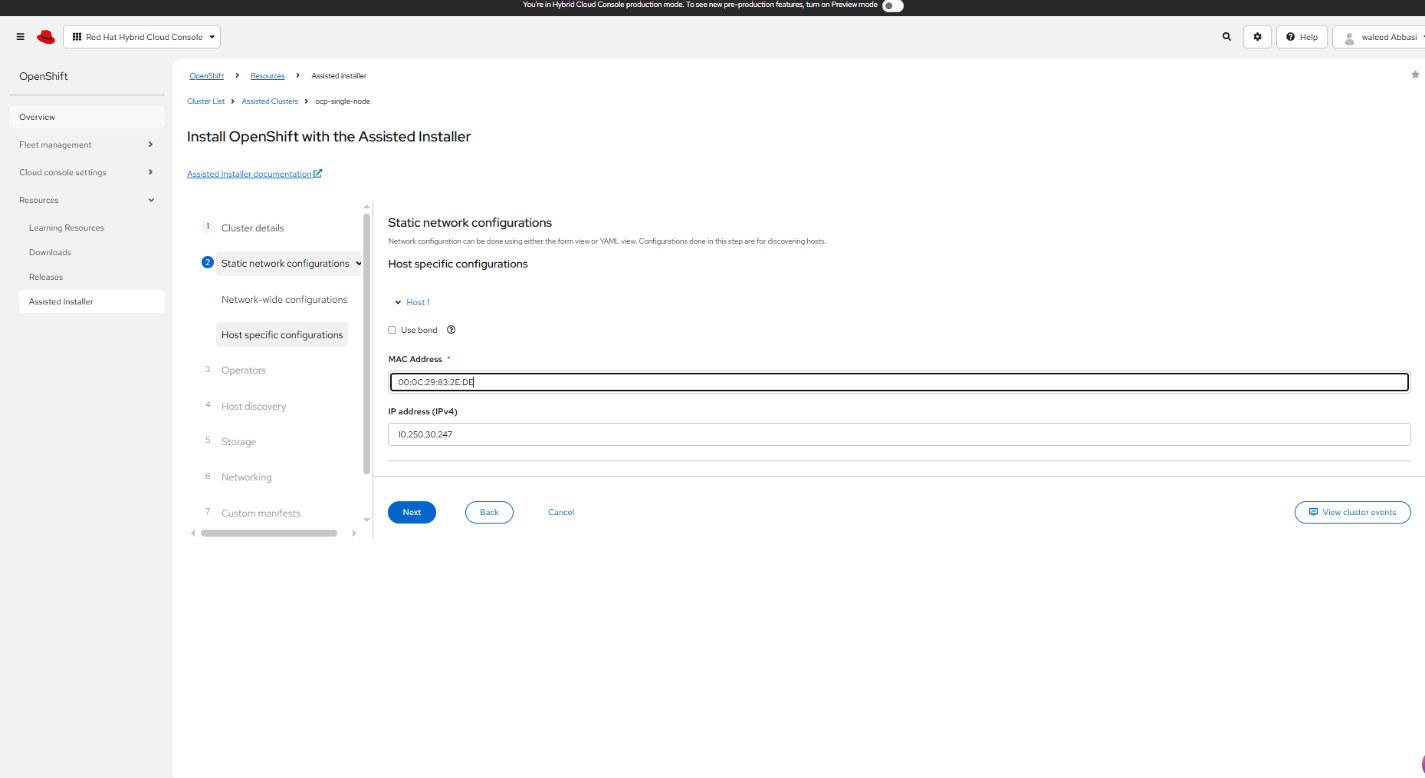 You're in Hybrid Cloud Console production mode. To see new pre-production features, turn on Preview mode
Red Hat Hybrid Cloud Console
Help
waleed Abbasi
OpenShift
Overview
Fleet management
Cloud console settings
Resources
Learning Resources
Downloads
Releases
Assisted Installer
OpenShift > Resources > Assisted installer
Cluster List > Assisted Clusters > ocp-single-node
Install OpenShift with the Assisted Installer
Assisted Installer documentation
1 Cluster details
2 Static network configurations
Network-wide configurations
Host specific configurations
3 Operators
4 Host discovery
5 Storage
6 Networking
7 Custom manifests
Static network configurations
Network configuration can be done using either the form view or YAML view. Configurations done in this step are for discovering hosts.
Host specific configurations
Host 1
Use bond
MAC Address *
00:0C:29:83:2E:DE
IP address (IPv4)
10.250.30.247
Next
Back
Cancel
View cluster events